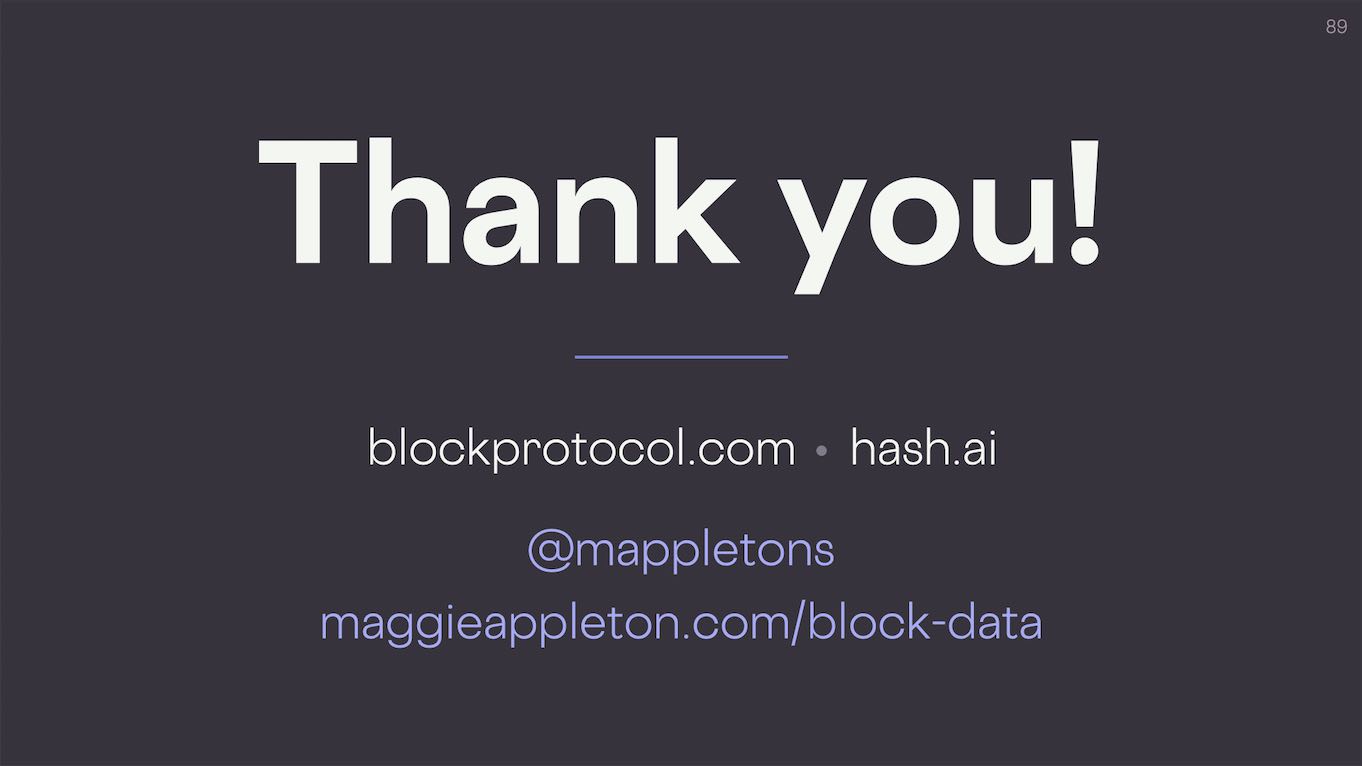 89
Thank you!
blockprotocol.com • hash.ai
@mappletons
maggieappleton.com/block-data